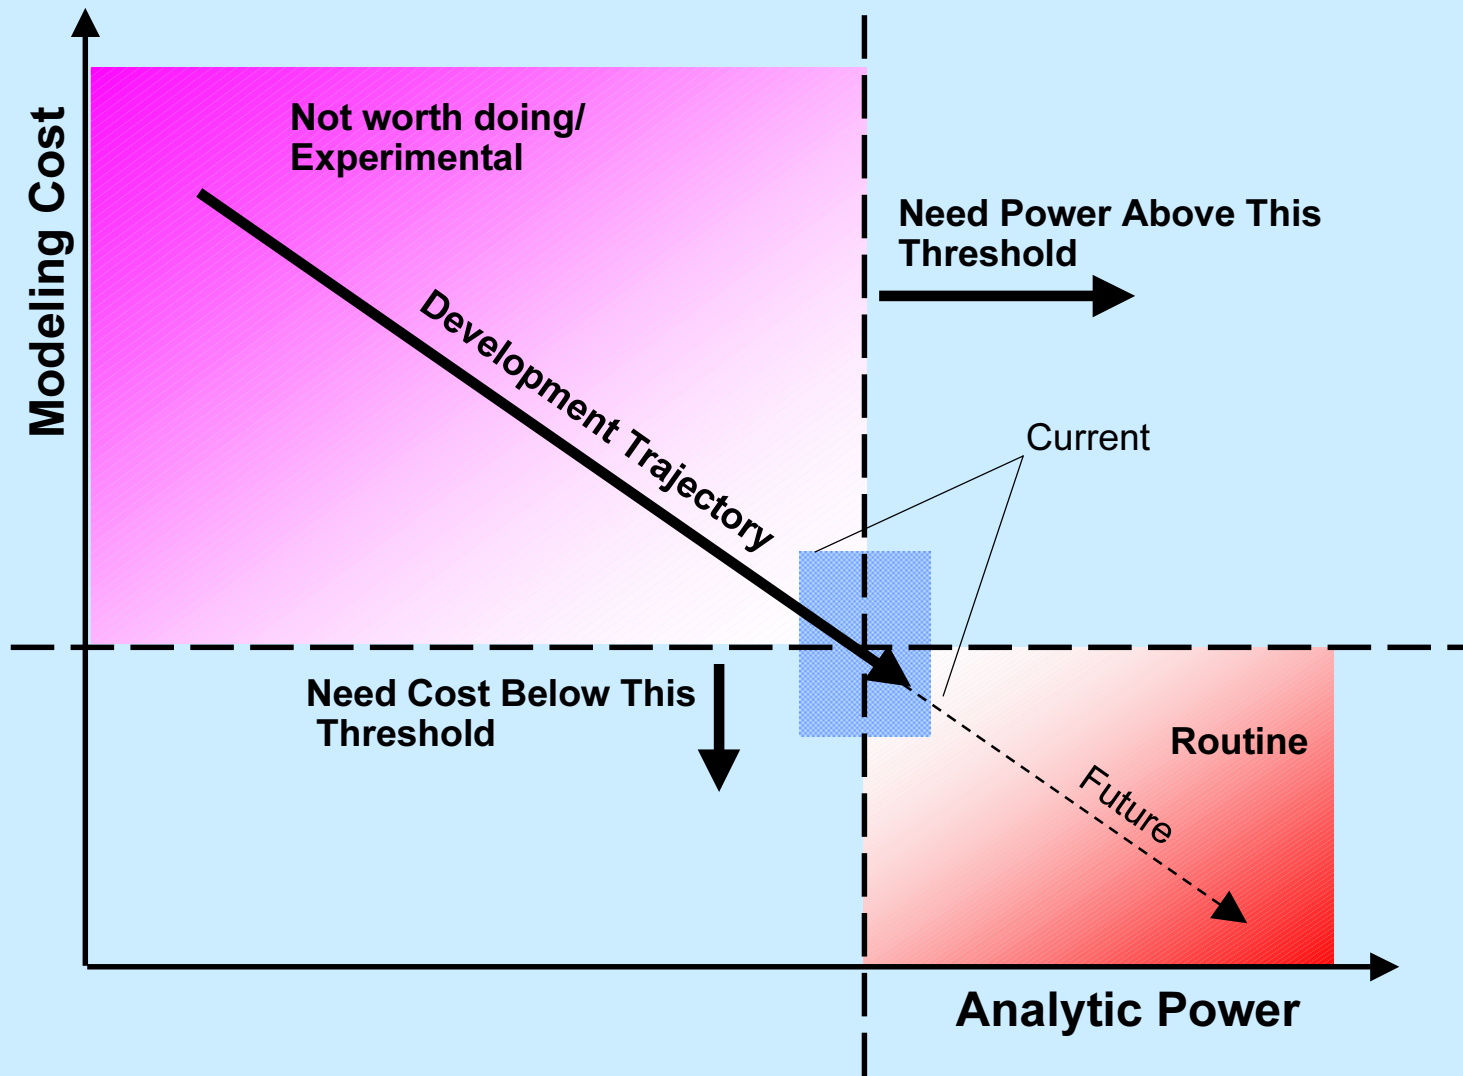 Modeling Cost
Not worth doing/
Experimental
Need Power Above This
Threshold
Development Trajectory
Current
Need Cost Below This
Threshold
Routine
Future
Analytic Power